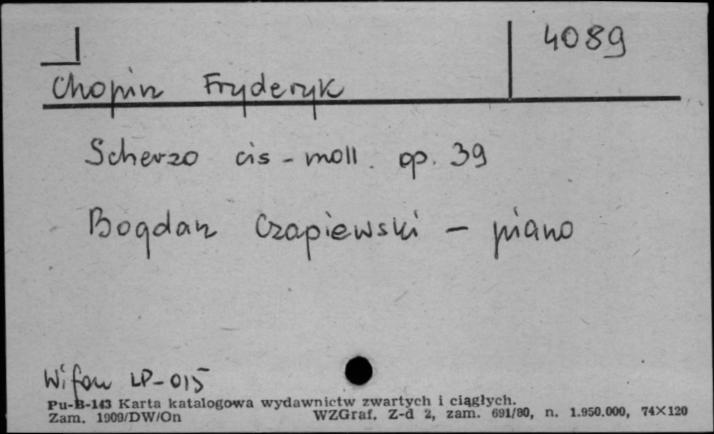 4089
Chopin Fryderyk
Scherzo cis-moll. op. 39
Bogdan Czapiewski - piano
Wifon LP-015
Pu-B-143 Karta katalogowa wydawnictw zwartych i ciągłych.
Zam. 1909/DW/On WZGraf. Z-d 2, zam. 691/80, n. 1.950.000, 74×120